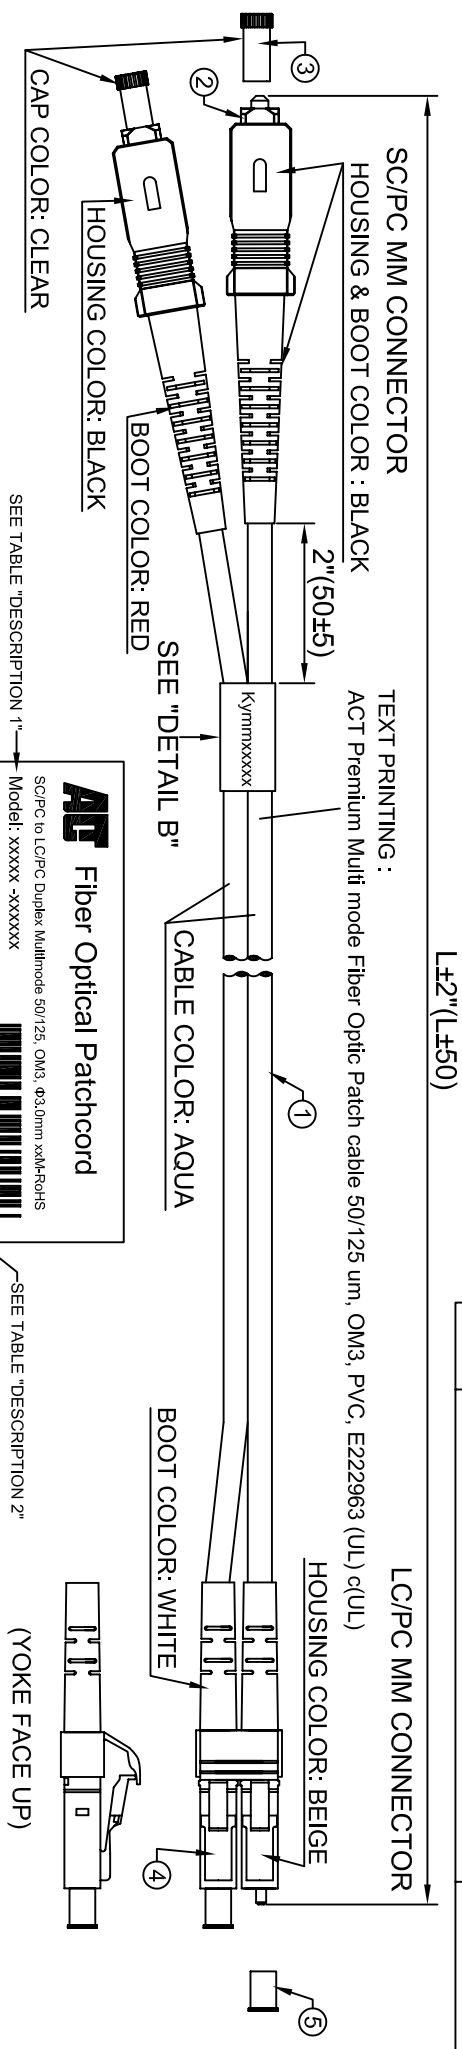 L±2"(L±50)
SC/PC MM CONNECTOR
LC/PC MM CONNECTOR
HOUSING & BOOT COLOR : BLACK
2"(50±5)
TEXT PRINTING :
ACT Premium Multi mode Fiber Optic Patch cable 50/125 um, OM3, PVC, E222963 (UL) c(UL)
HOUSING COLOR: BEIGE
3
2
1
Kymmxxxxx
4
5
CAP COLOR: CLEAR
HOUSING COLOR: BLACK
BOOT COLOR: RED
SEE "DETAIL B"
CABLE COLOR: AQUA
BOOT COLOR: WHITE
(YOKE FACE UP)
SEE TABLE "DESCRIPTION 1"
ACT Fiber Optical Patchcord
SC/PC to LC/PC Duplex Multimode 50/125, OM3, Φ3.0mm xxM-RoHS
Model: xxxxx -xxxxxx
SEE TABLE "DESCRIPTION 2"